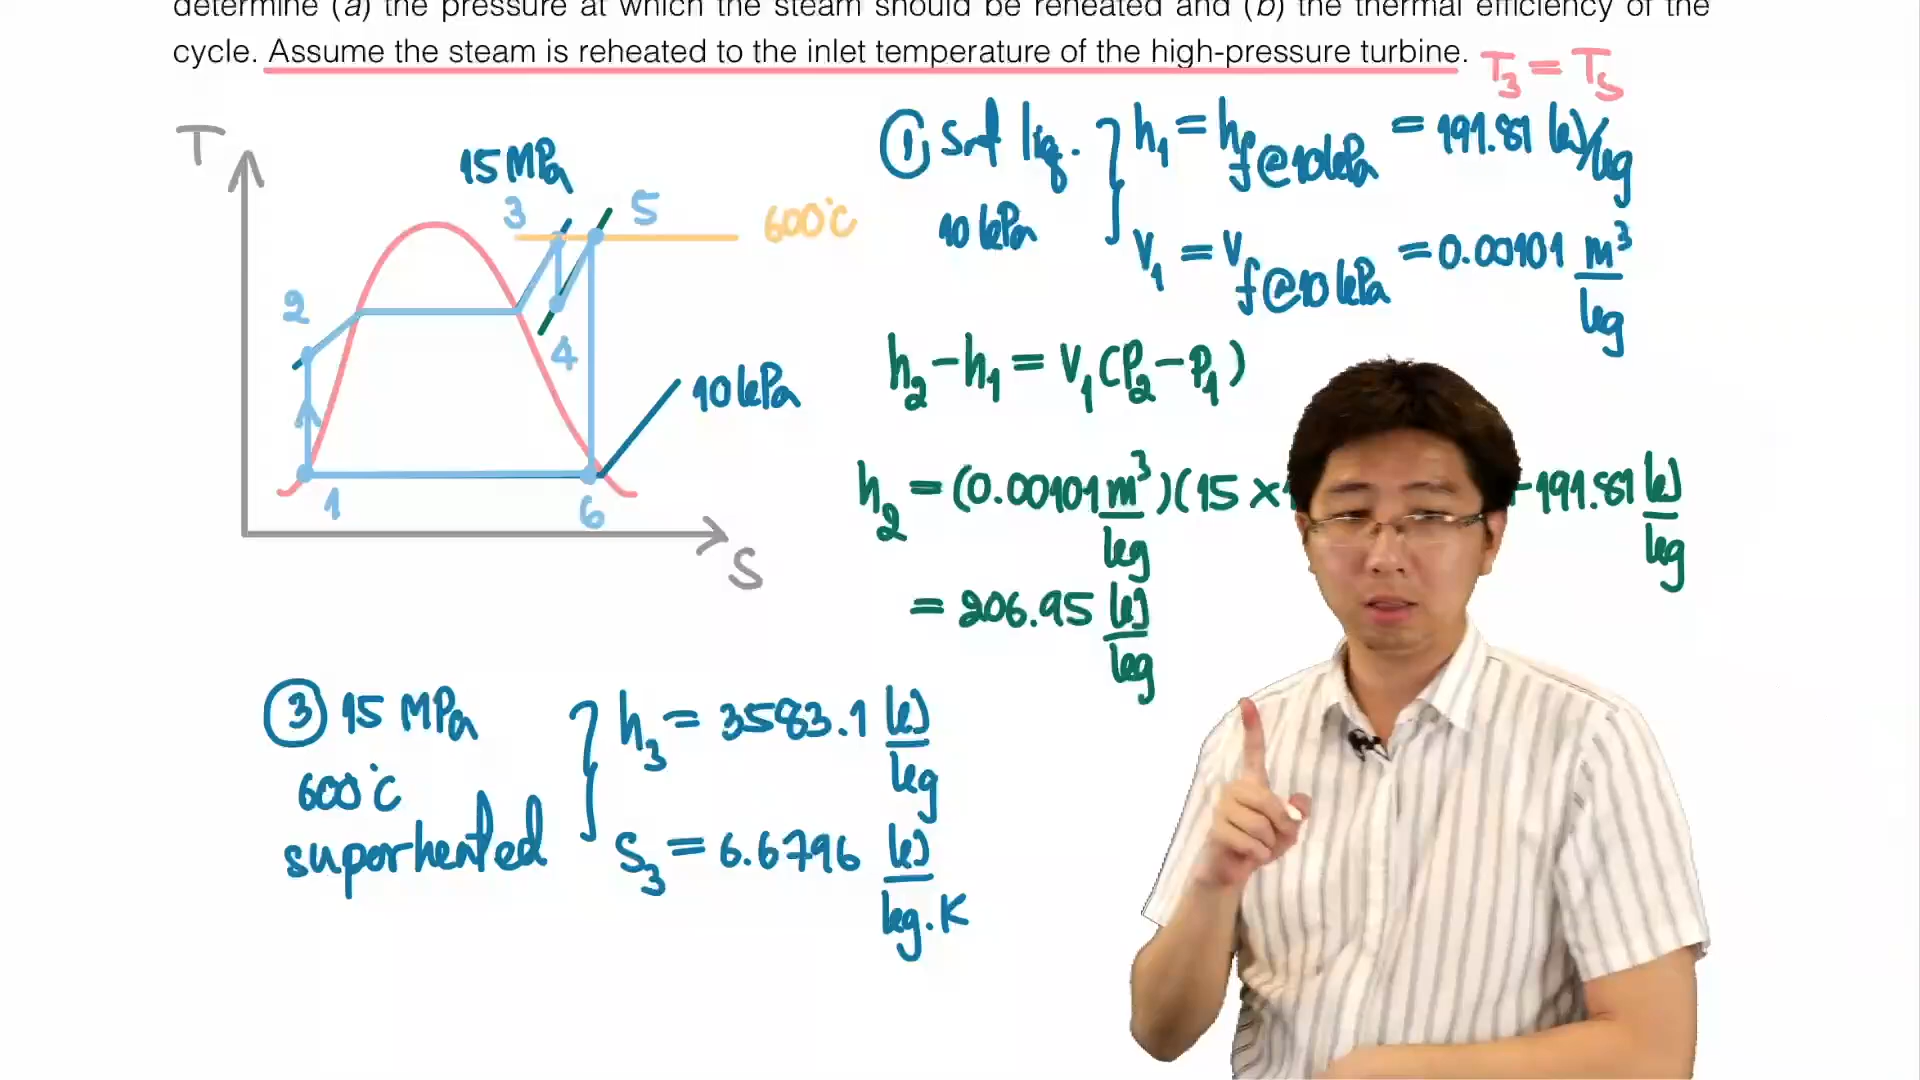 determine (a) the pressure at which the steam should be reheated and (b) the thermal efficiency of the
cycle. Assume the steam is reheated to the inlet temperature of the high-pressure turbine. T3 = T5
T
15 MPa
3
5
600°C
2
4
10 kPa
1
6
S
① sat liq. } h1 = hf@10kPa = 191.81 kJ/kg
10 kPa
v1 = vf@10kPa = 0.00101 m³/kg
h2 - h1 = v1(P2 - P1)
h2 = (0.00101 m³/kg)(15 ×
-191.81 kJ/kg
= 206.95 kJ/kg
③ 15 MPa } h3 = 3583.1 kJ/kg
600°C
superheated
s3 = 6.6796 kJ/kg.K